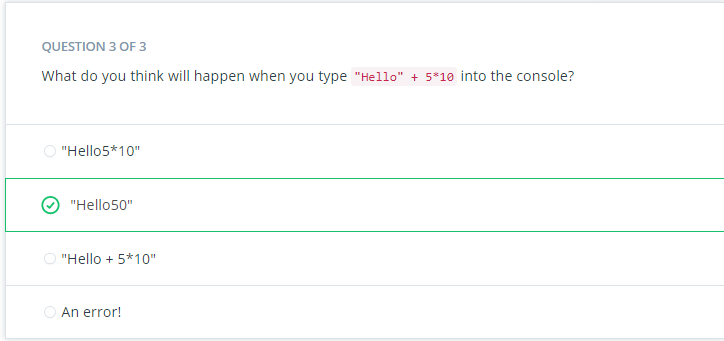 QUESTION 3 OF 3
What do you think will happen when you type "Hello" + 5*10 into the console?
"Hello5*10"
"Hello50"
"Hello + 5*10"
An error!